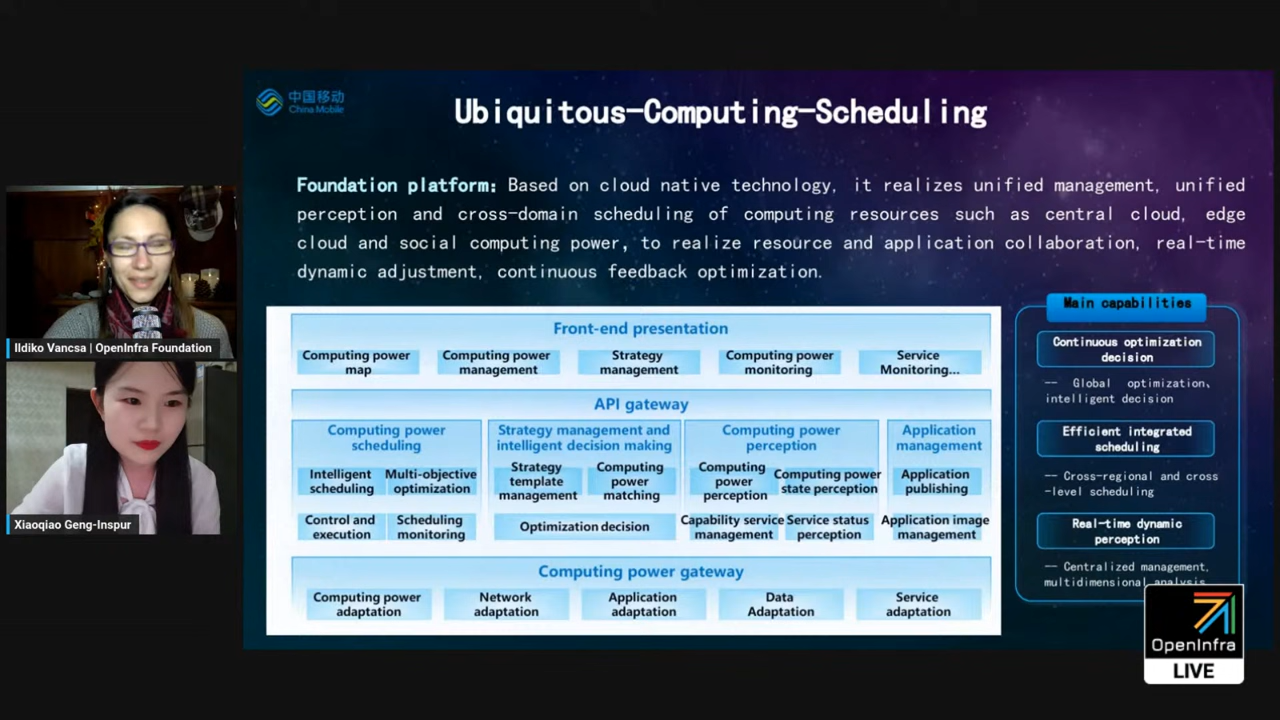 中国移动
China Mobile
Ubiquitous-Computing-Scheduling
Foundation platform: Based on cloud native technology, it realizes unified management, unified
perception and cross-domain scheduling of computing resources such as central cloud, edge
cloud and social computing power, to realize resource and application collaboration, real-time
dynamic adjustment, continuous feedback optimization.
Ildiko Vancsa | OpenInfra Foundation
Xiaoqiao Geng-Inspur
Front-end presentation
Computing power
map
Computing power
management
Strategy
management
Computing power
monitoring
Service
Monitoring...
API gateway
Computing power
scheduling
Intelligent
scheduling
Multi-objective
optimization
Control and
execution
Scheduling
monitoring
Strategy management and
intelligent decision making
Strategy
template
management
Computing
power
matching
Optimization decision
Computing power
perception
Computing
power
perception
Computing power
state perception
Capability service
management
Service status
perception
Application
management
Application
publishing
Application image
management
Computing power gateway
Computing power
adaptation
Network
adaptation
Application
adaptation
Data
Adaptation
Service
adaptation
Main capabilities
Continuous optimization
decision
-- Global optimization、
intelligent decision
Efficient integrated
scheduling
-- Cross-regional and cross
-level scheduling
Real-time dynamic
perception
-- Centralized management,
multidimensional analysis
OpenInfra
LIVE